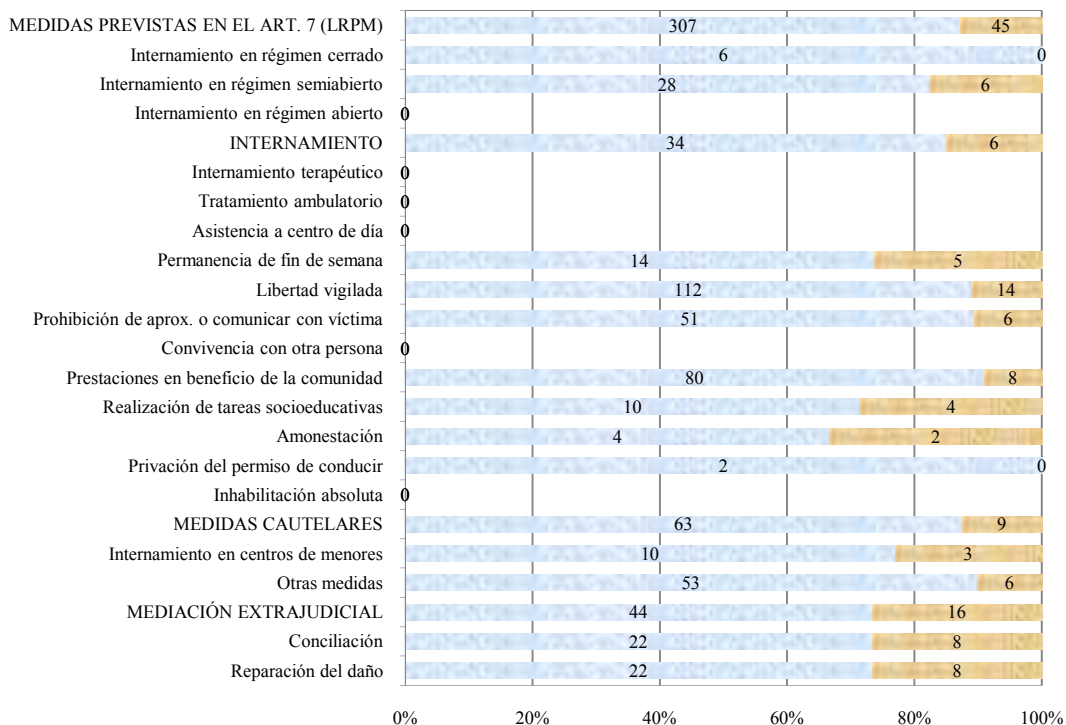 MEDIDAS PREVISTAS EN EL ART. 7 (LRPM) 307 45
Internamiento en régimen cerrado 6 0
Internamiento en régimen semiabierto 28 6
Internamiento en régimen abierto 0
INTERNAMIENTO 34 6
Internamiento terapéutico 0
Tratamiento ambulatorio 0
Asistencia a centro de día 0
Permanencia de fin de semana 14 5
Libertad vigilada 112 14
Prohibición de aprox. o comunicar con víctima 51 6
Convivencia con otra persona 0
Prestaciones en beneficio de la comunidad 80 8
Realización de tareas socioeducativas 10 4
Amonestación 4 2
Privación del permiso de conducir 2 0
Inhabilitación absoluta 0
MEDIDAS CAUTELARES 63 9
Internamiento en centros de menores 10 3
Otras medidas 53 6
MEDIACIÓN EXTRAJUDICIAL 44 16
Conciliación 22 8
Reparación del daño 22 8
0% 20% 40% 60% 80% 100%